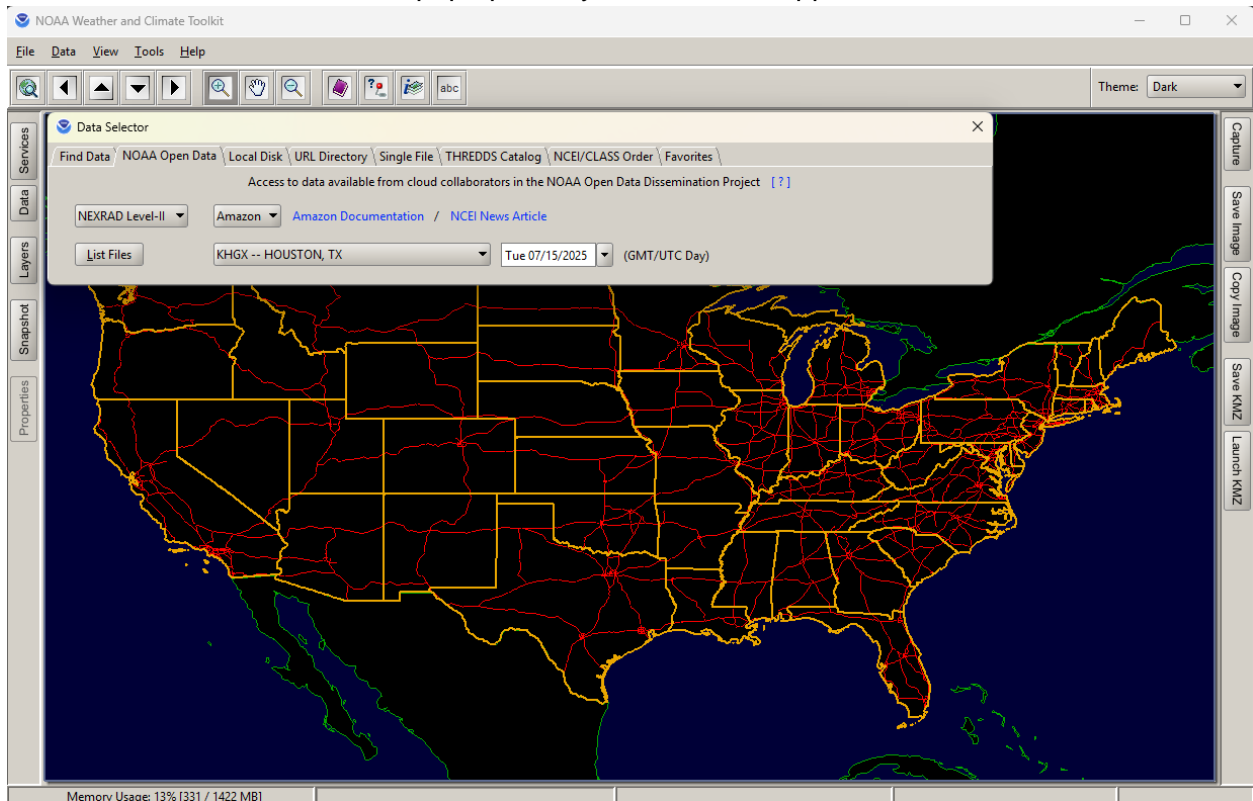 NOAA Weather and Climate Toolkit
File Data View Tools Help
abc
Theme: Dark
Services
Data
Layers
Snapshot
Properties
Data Selector
Find Data NOAA Open Data Local Disk URL Directory Single File THREDDS Catalog NCEI/CLASS Order Favorites
Access to data available from cloud collaborators in the NOAA Open Data Dissemination Project [ ? ]
NEXRAD Level-II Amazon Amazon Documentation / NCEI News Article
List Files KHGX -- HOUSTON, TX Tue 07/15/2025 (GMT/UTC Day)
Capture
Save Image
Copy Image
Save KMZ
Launch KMZ
Memory Usage: 13% [331 / 1422 MB]